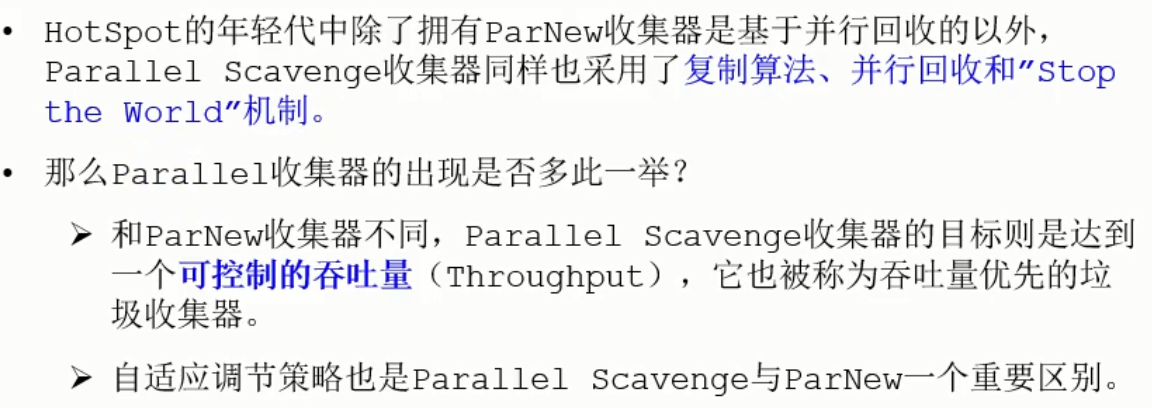 • HotSpot的年轻代中除了拥有ParNew收集器是基于并行回收的以外，
Parallel Scavenge收集器同样也采用了复制算法、并行回收和"Stop
the World"机制。
• 那么Parallel收集器的出现是否多此一举？
➢ 和ParNew收集器不同，Parallel Scavenge收集器的目标则是达到
一个可控制的吞吐量（Throughput），它也被称为吞吐量优先的垃
圾收集器。
➢ 自适应调节策略也是Parallel Scavenge与ParNew一个重要区别。